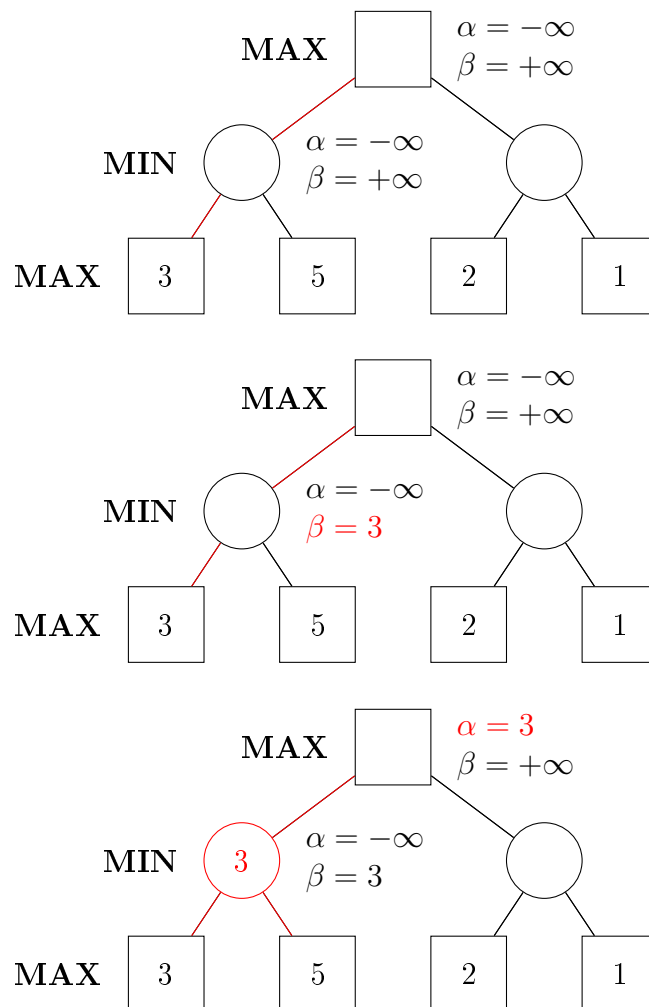 MAX
α = −∞
β = +∞
MIN
α = −∞
β = +∞
MAX 3 5 2 1
MAX
α = −∞
β = +∞
MIN
α = −∞
β = 3
MAX 3 5 2 1
MAX
α = 3
β = +∞
MIN 3
α = −∞
β = 3
MAX 3 5 2 1